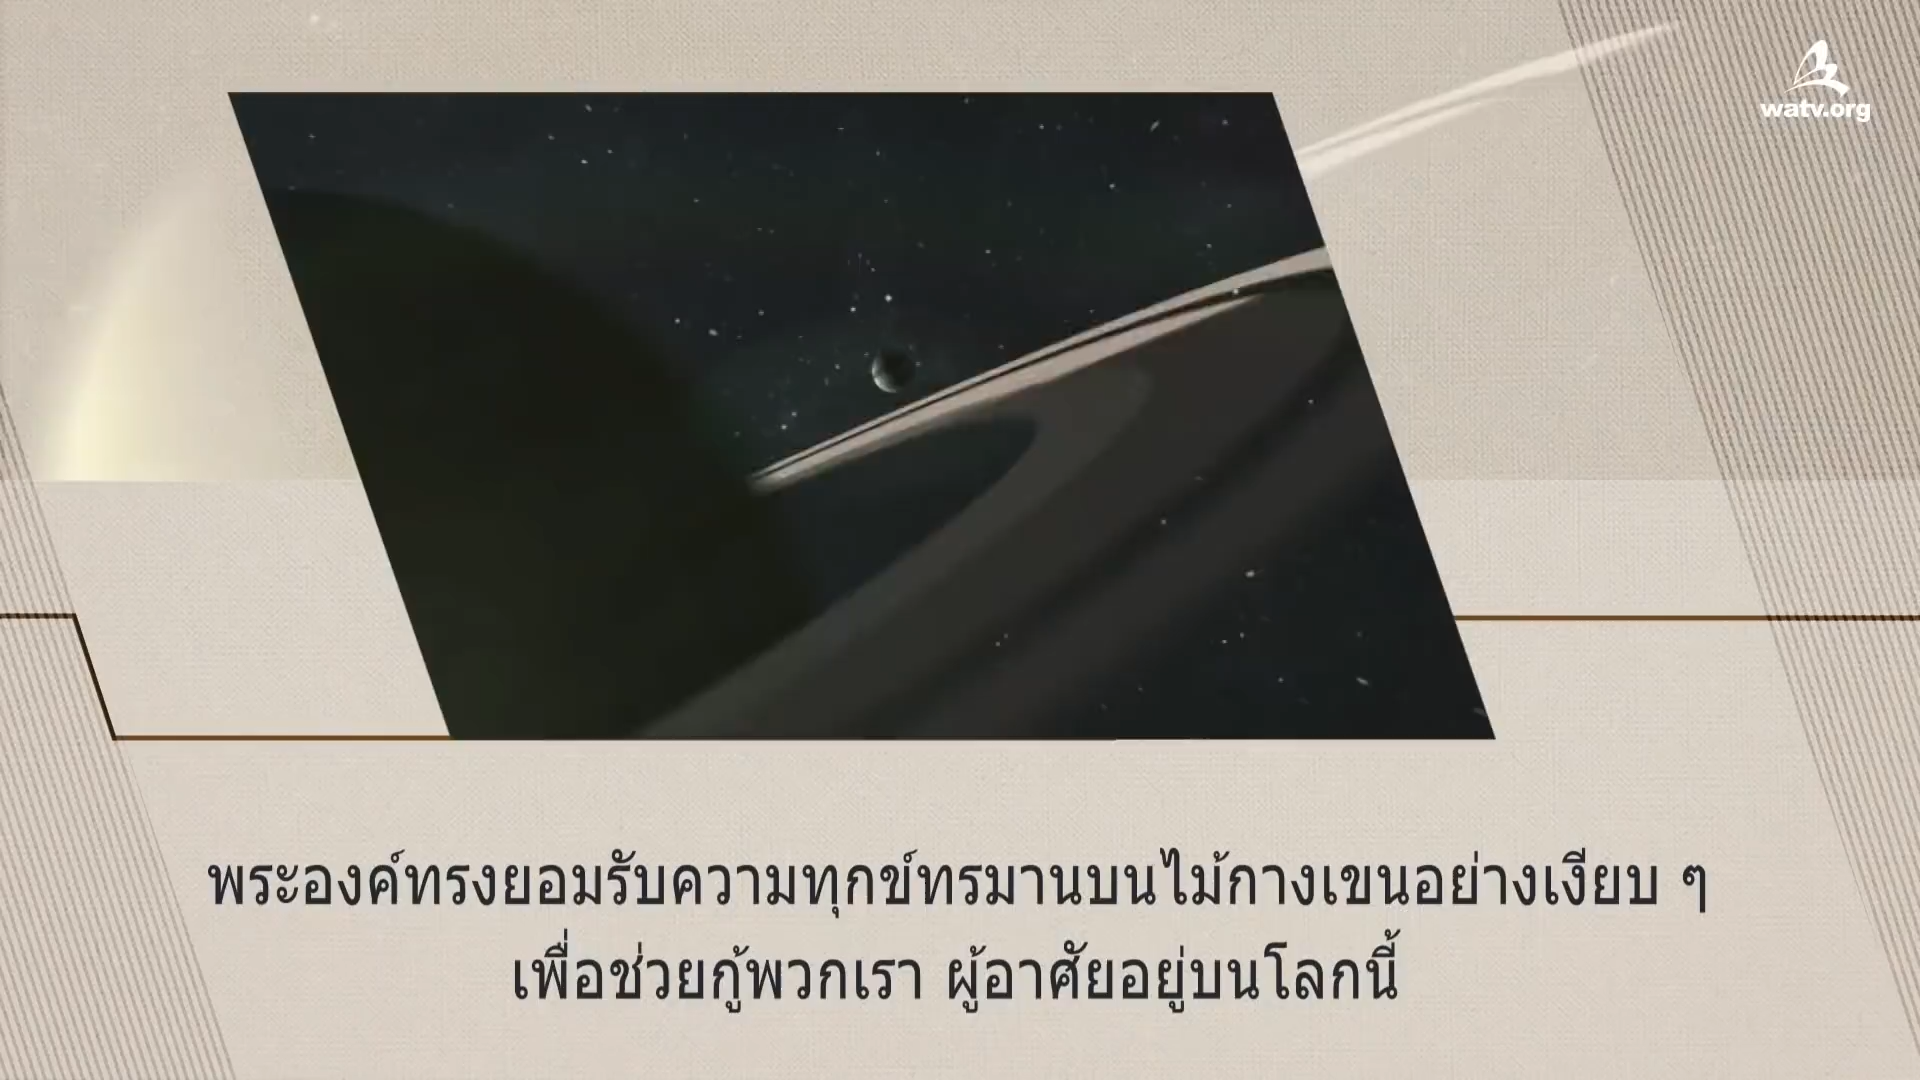 watv.org
พระองค์ทรงยอมรับความทุกข์ทรมานบนไม้กางเขนอย่างเงียบ ๆ
เพื่อช่วยกู้พวกเรา ผู้อาศัยอยู่บนโลกนี้